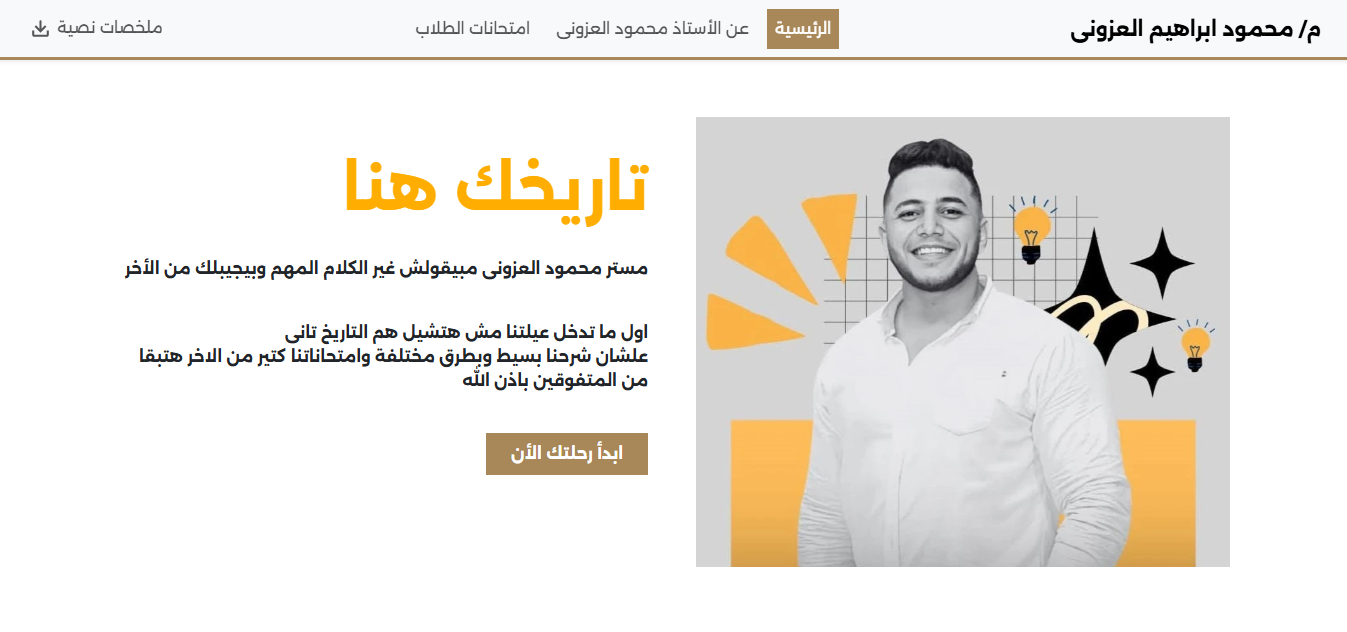 م/ محمود ابراهيم العزونى
الرئيسية
عن الأستاذ محمود العزونى
امتحانات الطلاب
ملخصات نصية
تاريخك هنا
مستر محمود العزونى مبيقولش غير الكلام المهم وبيجيبلك من الأخر
اول ما تدخل عيلتنا مش هتشيل هم التاريخ تانى
علشان شرحنا بسيط وبطرق مختلفة وامتحاناتنا كتير من الاخر هتبقا
من المتفوقين باذن الله
ابدأ رحلتك الأن